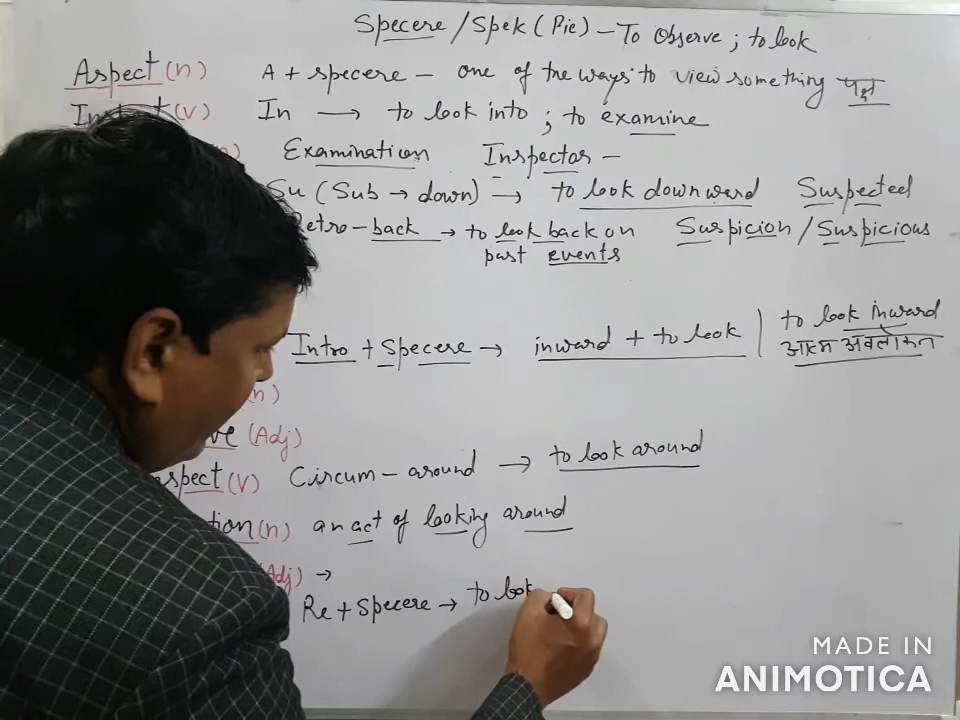 Specere / Spek (Pie) – To Observe ; to look
Aspect (n) A + specere – one of the ways to view something पक्ष
(v) In → to look into ; to examine
Examination Inspector –
Su (Sub → down) → to look downward Suspected
Retro – back → to look back on past events Suspicion / Suspicious
Intro + Specere → inward + to look | to look inward
आत्म अवलोकन
(n)
(Adj)
spect (v) Circum – around → to look around
tion (n) an act of looking around
(Adj) →
Re + Specere → to look
MADE IN
ANIMOTICA